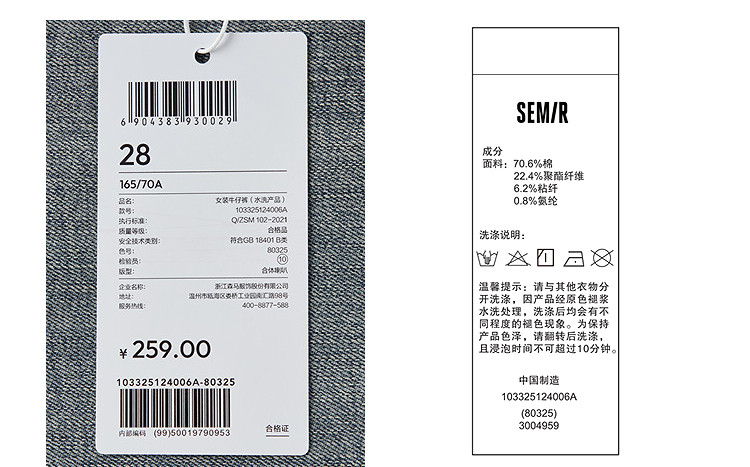 6 904383 930029
28
165/70A
品名: 女装牛仔裤（水洗产品）
款号: 103325124006A
执行标准: Q/ZSM 102-2021
质量等级: 合格品
安全技术类别: 符合GB 18401 B类
色号: 80325
检验员: 10
版型: 合体喇叭
企业名称: 浙江森马服饰股份有限公司
地址: 温州市瓯海区娄桥工业园南汇路98号
服务热线: 400-8877-588
¥ 259.00
103325124006A-80325
内部编码 (99)50019790953
合格证
SEMIR
成分
面料: 70.6%棉
22.4%聚酯纤维
6.2%粘纤
0.8%氨纶
洗涤说明:
温馨提示: 请与其他衣物分
开洗涤，因产品经原色褪浆
水洗处理，洗涤后均会有不
同程度的褪色现象。为保持
产品色泽，请翻转后洗涤，
且浸泡时间不可超过10分钟。
中国制造
103325124006A
(80325)
3004959